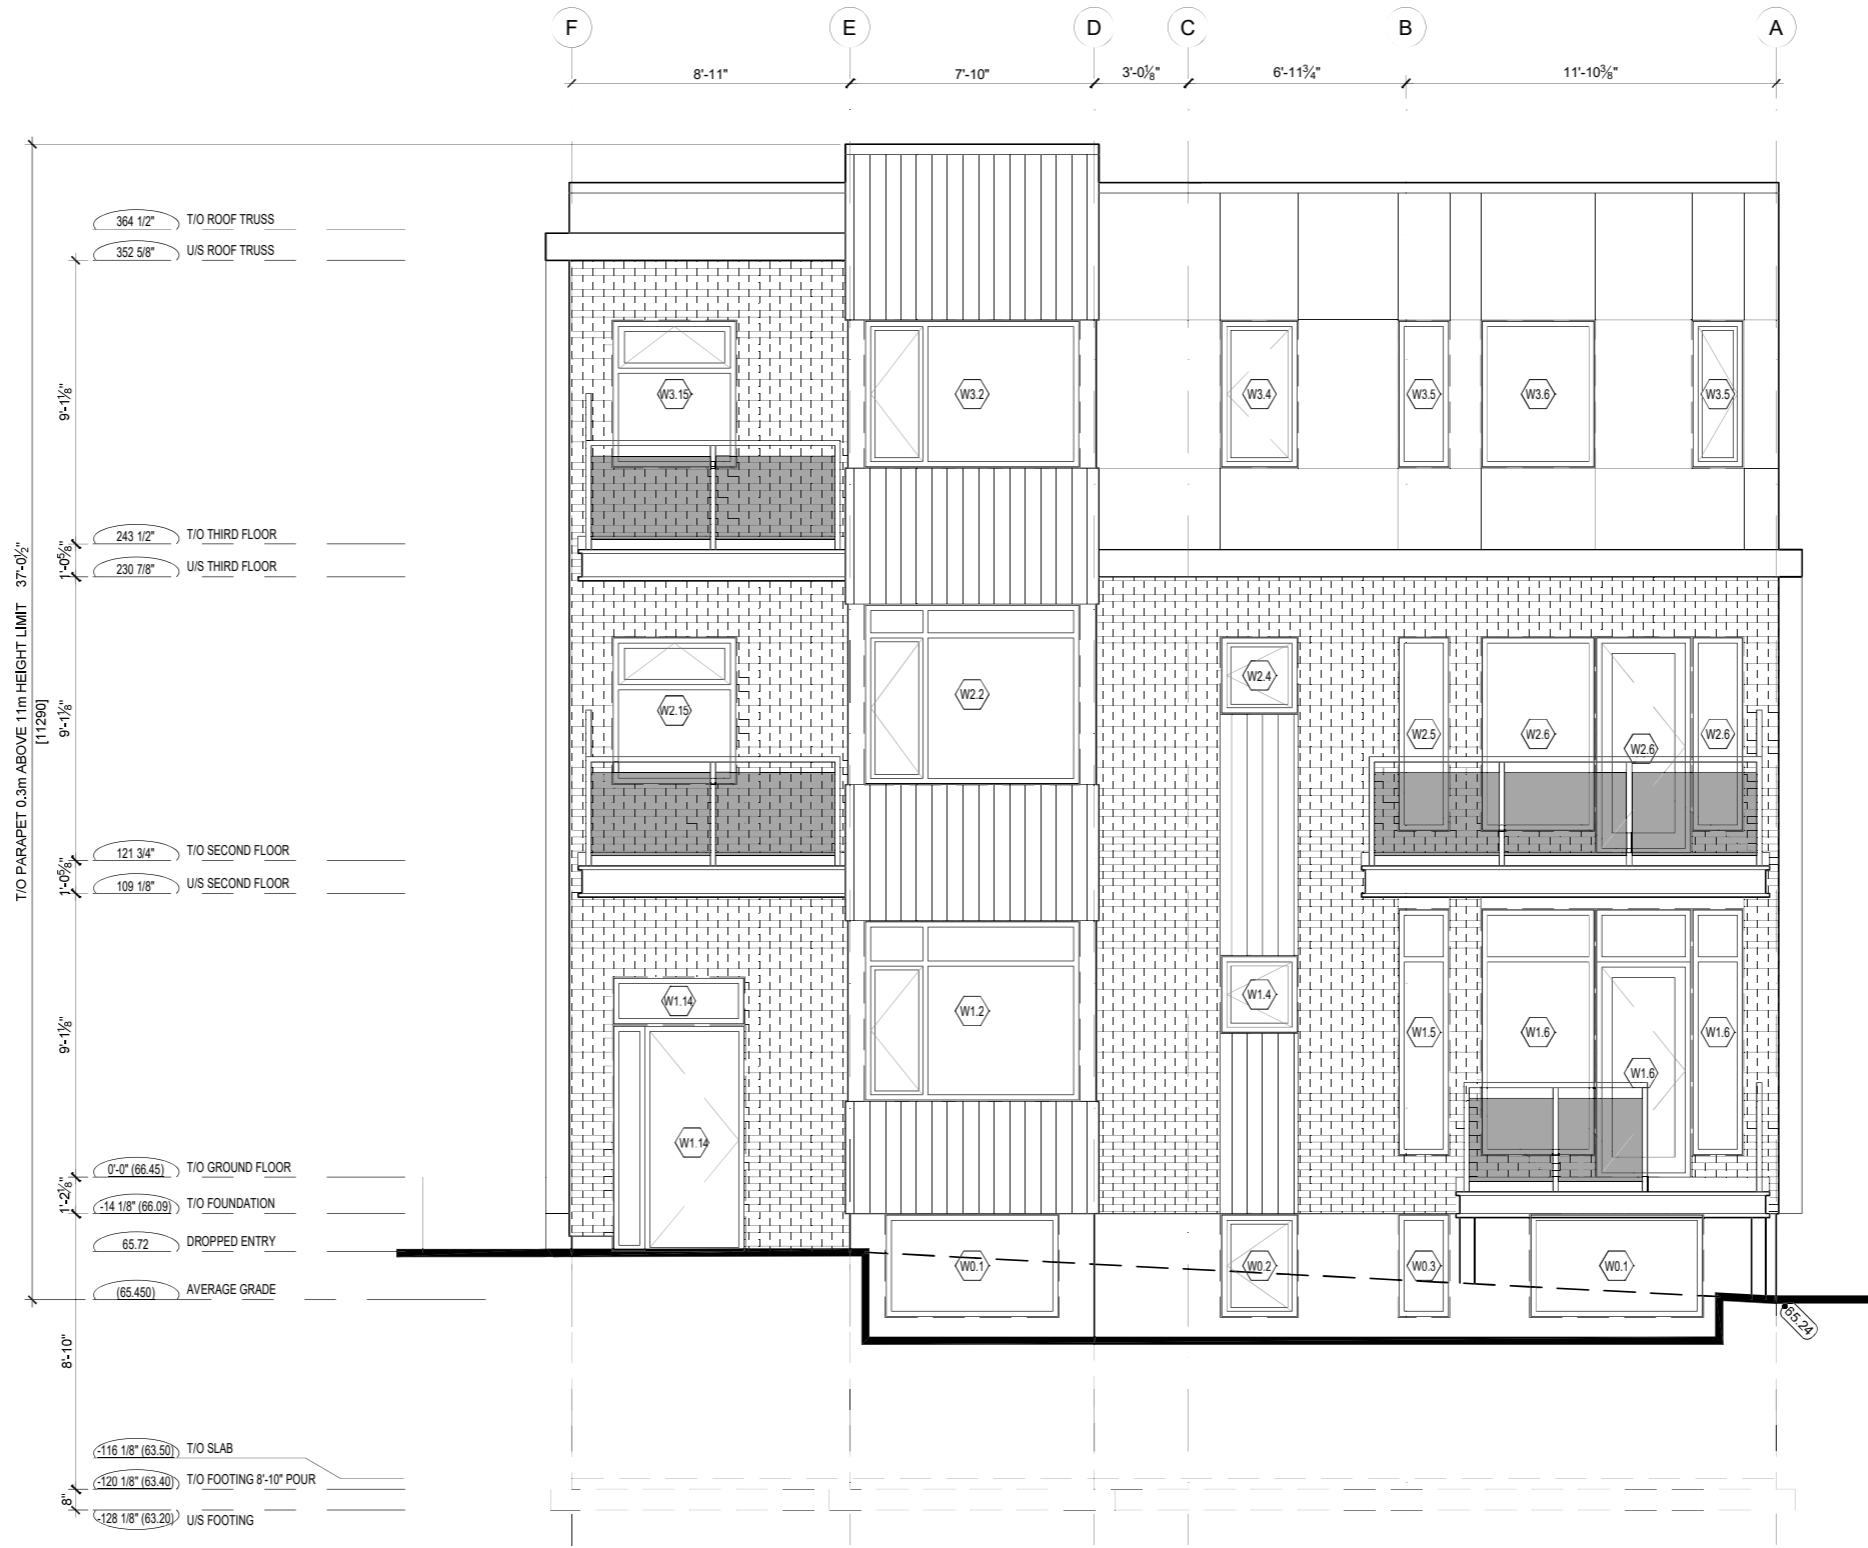 F E D C B A
8'-11" 7'-10" 3'-0⅛" 6'-11¾" 11'-10⅜"
364 1/2" T/O ROOF TRUSS
352 5/8" U/S ROOF TRUSS
9'-1⅛"
W3.15 W3.2 W3.4 W3.5 W3.6 W3.5
243 1/2" T/O THIRD FLOOR
1'-0⅝"
230 7/8" U/S THIRD FLOOR
T/O PARAPET 0.3m ABOVE 11m HEIGHT LIMIT 37'-0½"
[11290]
9'-1⅛"
W2.4
W2.15 W2.2
W2.5 W2.6 W2.6 W2.6
121 3/4" T/O SECOND FLOOR
1'-0⅝"
109 1/8" U/S SECOND FLOOR
9'-1⅛"
W1.14 W1.2 W1.4
W1.5 W1.6 W1.6
W1.6
W1.14
0'-0" (66.45) T/O GROUND FLOOR
1'-2⅛"
-14 1/8" (66.09) T/O FOUNDATION
65.72 DROPPED ENTRY
W0.1 W0.2 W0.3 W0.1
(65.450) AVERAGE GRADE
65.24
8'-10"
-116 1/8" (63.50) T/O SLAB
-120 1/8" (63.40) T/O FOOTING 8'-10" POUR
8"
-128 1/8" (63.20) U/S FOOTING